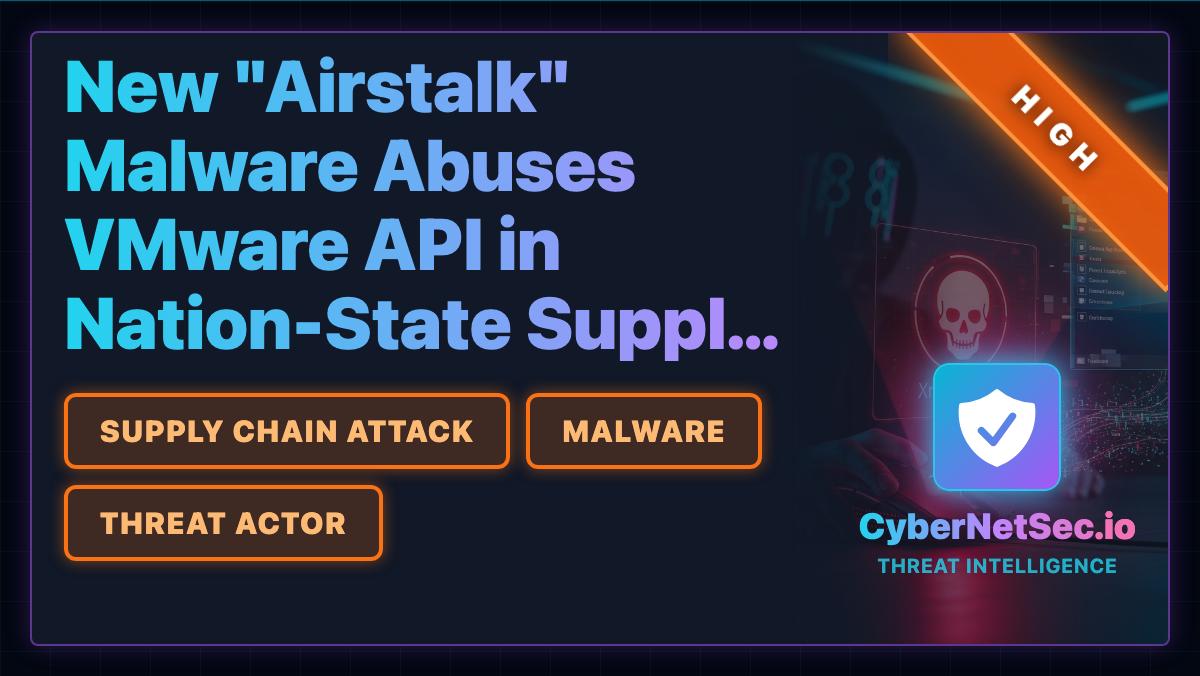 New "Airstalk"
Malware Abuses
VMware API in
Nation-State Suppl...
HIGH
SUPPLY CHAIN ATTACK
MALWARE
THREAT ACTOR
CyberNetSec.io
THREAT INTELLIGENCE